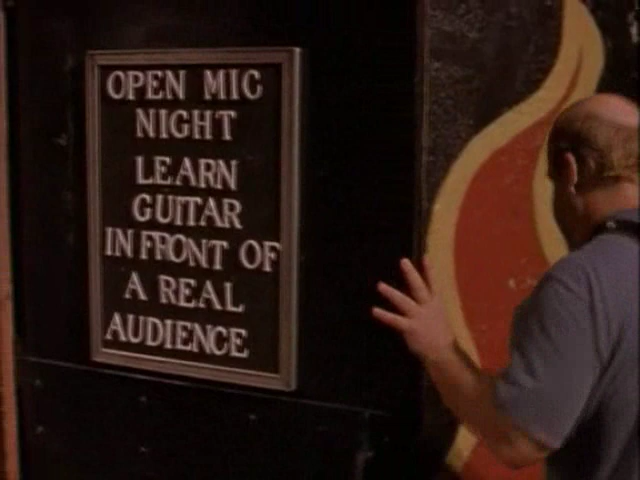 OPEN MIC
NIGHT
LEARN
GUITAR
IN FRONT OF
A REAL
AUDIENCE